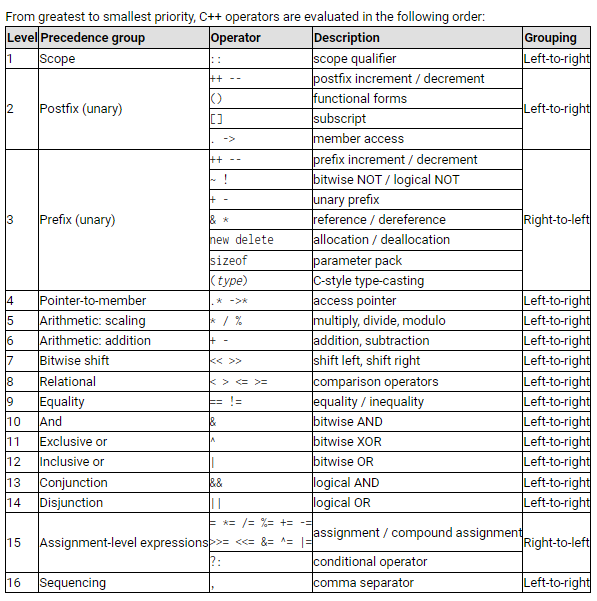 From greatest to smallest priority, C++ operators are evaluated in the following order:
Level Precedence group Operator Description Grouping
1 Scope :: scope qualifier Left-to-right
2 Postfix (unary) ++ -- postfix increment / decrement Left-to-right
() functional forms
[] subscript
. -> member access
3 Prefix (unary) ++ -- prefix increment / decrement Right-to-left
~ ! bitwise NOT / logical NOT
+ - unary prefix
& * reference / dereference
new delete allocation / deallocation
sizeof parameter pack
(type) C-style type-casting
4 Pointer-to-member .* ->* access pointer Left-to-right
5 Arithmetic: scaling * / % multiply, divide, modulo Left-to-right
6 Arithmetic: addition + - addition, subtraction Left-to-right
7 Bitwise shift << >> shift left, shift right Left-to-right
8 Relational < > <= >= comparison operators Left-to-right
9 Equality == != equality / inequality Left-to-right
10 And & bitwise AND Left-to-right
11 Exclusive or ^ bitwise XOR Left-to-right
12 Inclusive or | bitwise OR Left-to-right
13 Conjunction && logical AND Left-to-right
14 Disjunction || logical OR Left-to-right
15 Assignment-level expressions = *= /= %= += -= assignment / compound assignment Right-to-left
>>= <<= &= ^= |=
?: conditional operator
16 Sequencing , comma separator Left-to-right